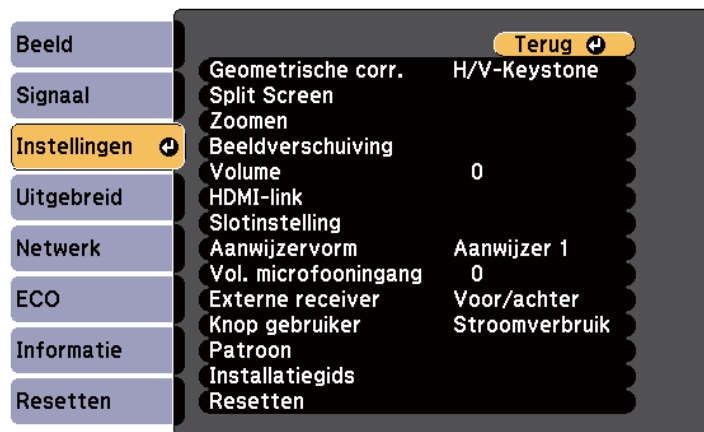 Beeld
Signaal
Instellingen
Uitgebreid
Netwerk
ECO
Informatie
Resetten
Terug
Geometrische corr. H/V-Keystone
Split Screen
Zoomen
Beeldverschuiving
Volume 0
HDMI-link
Slotinstelling
Aanwijzervorm Aanwijzer 1
Vol. microfooningang 0
Externe receiver Voor/achter
Knop gebruiker Stroomverbruik
Patroon
Installatiegids
Resetten